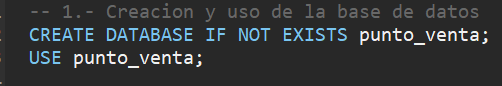 -- 1.- Creacion y uso de la base de datos
CREATE DATABASE IF NOT EXISTS punto_venta;
USE punto_venta;